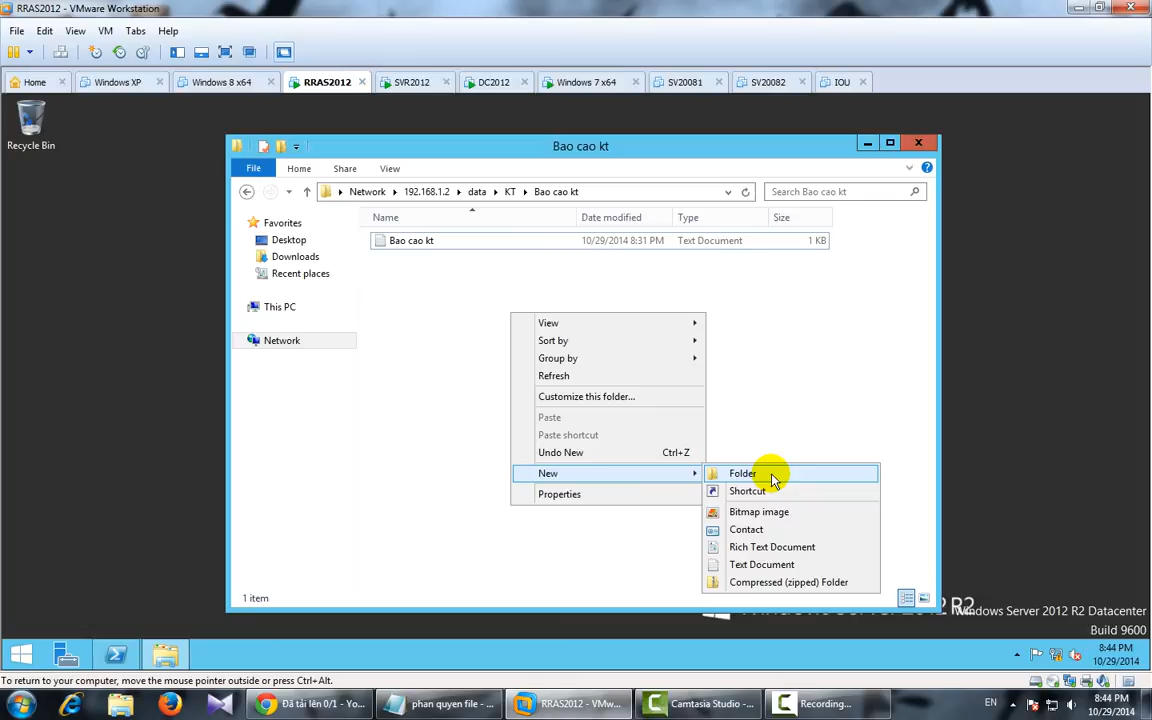 RRAS2012 - VMware Workstation
File Edit View VM Tabs Help
Home Windows XP Windows 8 x64 RRAS2012 SVR2012 DC2012 Windows 7 x64 SV20081 SV20082 IOU
Recycle Bin
Bao cao kt
File Home Share View
Network 192.168.1.2 data KT Bao cao kt Search Bao cao kt
Name Date modified Type Size
Favorites
Desktop
Downloads
Recent places
This PC
Network
Bao cao kt 10/29/2014 8:31 PM Text Document 1 KB
View
Sort by
Group by
Refresh
Customize this folder...
Paste
Paste shortcut
Undo New Ctrl+Z
New
Properties
Folder
Shortcut
Bitmap image
Contact
Rich Text Document
Text Document
Compressed (zipped) Folder
1 item
Windows Server 2012 R2 Datacenter
Build 9600
8:44 PM
10/29/2014
To return to your computer, move the mouse pointer outside or press Ctrl+Alt.
Đã tải lên 0/1 - Yo... phan quyen file - ... RRAS2012 - VMw... Camtasia Studio - ... Recording... EN 8:44 PM
10/29/2014